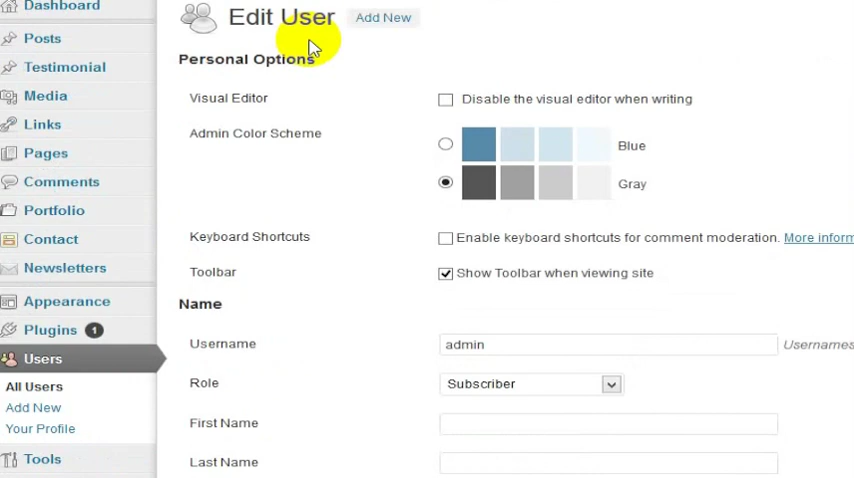 Dashboard
Posts
Testimonial
Media
Links
Pages
Comments
Portfolio
Contact
Newsletters
Appearance
Plugins 1
Users
All Users
Add New
Your Profile
Tools
Edit User Add New
Personal Options
Visual Editor Disable the visual editor when writing
Admin Color Scheme
Blue
Gray
Keyboard Shortcuts Enable keyboard shortcuts for comment moderation. More inform
Toolbar Show Toolbar when viewing site
Name
Username admin Usernames
Role Subscriber
First Name
Last Name